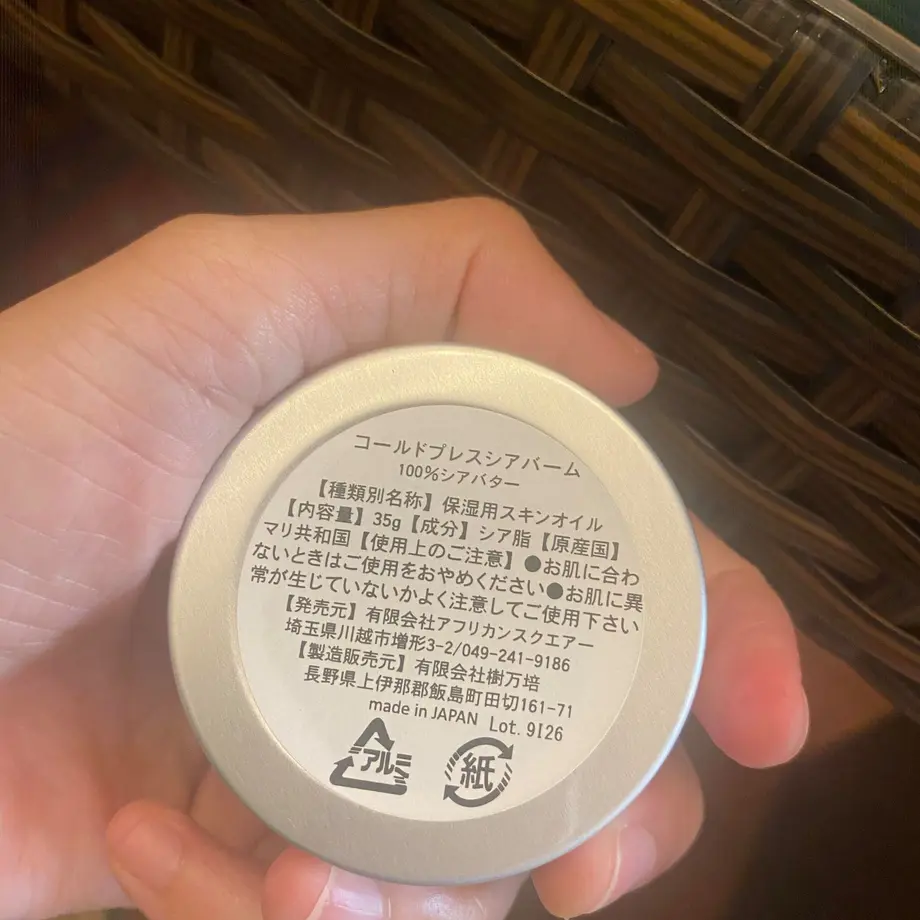 コールドプレスシアバーム
100%シアバター
【種類別名称】保湿用スキンオイル
【内容量】35g【成分】シア脂【原産国】
マリ共和国【使用上のご注意】●お肌に合わ
ないときはご使用をおやめください●お肌に異
常が生じていないかよく注意してご使用下さい
【発売元】有限会社アフリカンスクエアー
埼玉県川越市増形3-2/049-241-9186
【製造販売元】有限会社樹万培
長野県上伊那郡飯島町田切161-71
made in JAPAN Lot. 9I26
アルミ 紙